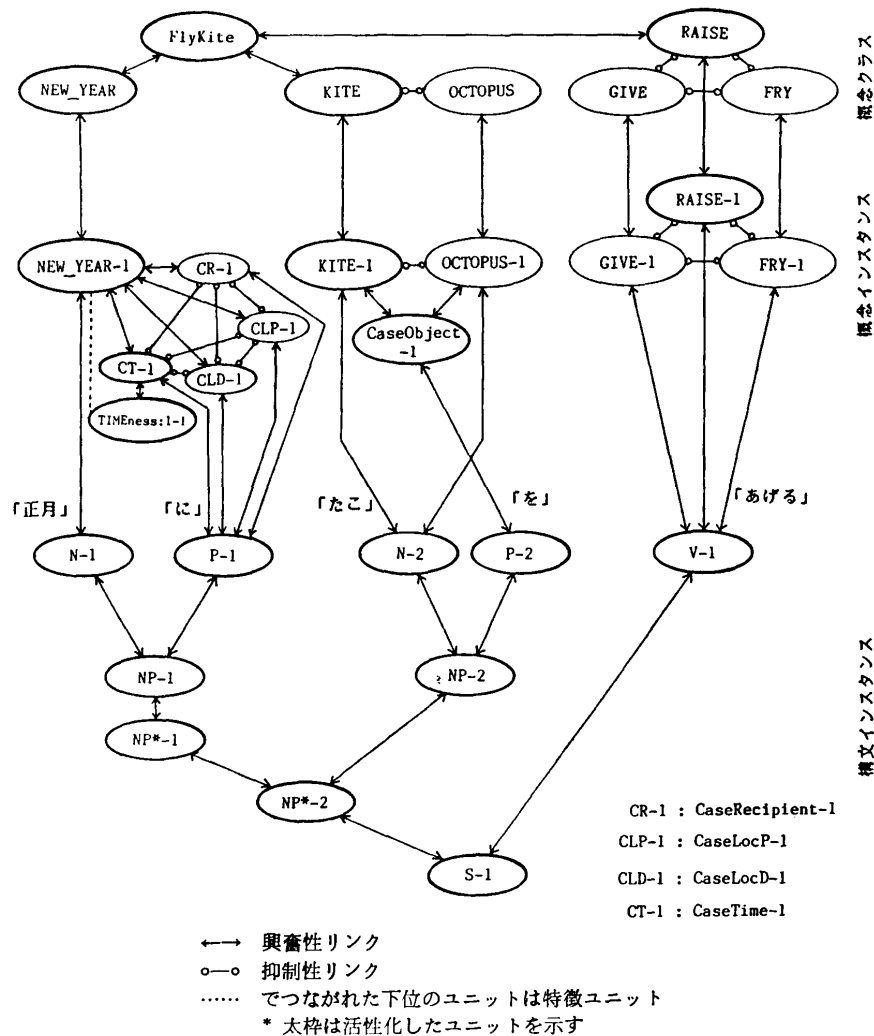 FlyKite
RAISE
NEW_YEAR
KITE
OCTOPUS
GIVE
FRY
概念クラス
RAISE-1
NEW_YEAR-1
CR-1
KITE-1
OCTOPUS-1
GIVE-1
FRY-1
概念インスタンス
CLP-1
CaseObject
-1
CT-1
CLD-1
TIMEness:1-1
「正月」
「に」
「たこ」
「を」
「あげる」
N-1
P-1
N-2
P-2
V-1
NP-1
NP-2
NP*-1
構文インスタンス
NP*-2
S-1
CR-1 : CaseRecipient-1
CLP-1 : CaseLocP-1
CLD-1 : CaseLocD-1
CT-1 : CaseTime-1
←→ 興奮性リンク
o—o 抑制性リンク
…… でつながれた下位のユニットは特徴ユニット
* 太枠は活性化したユニットを示す